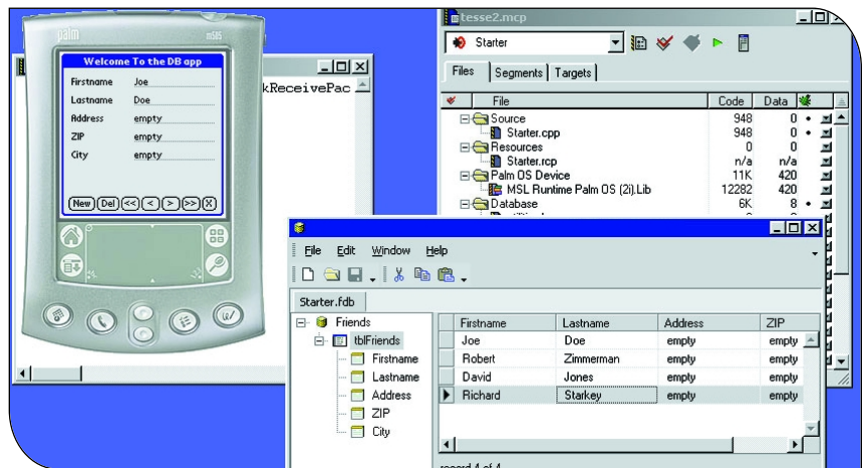 palm
m515
Welcome To the DB app
Firstname Joe
Lastname Doe
Address empty
ZIP empty
City empty
New Del << < > >> X
kReceivePac
tesse2.mcp
Starter
Files Segments Targets
File Code Data
Source 948 0
Starter.cpp 948 0
Resources 0 0
Starter.rcp n/a n/a
Palm OS Device 11K 420
MSL Runtime Palm OS (2i).Lib 12282 420
Database 6K 8
File Edit Window Help
Starter.fdb
Friends
tblFriends
Firstname
Lastname
Address
ZIP
City
Firstname Lastname Address ZIP
Joe Doe empty empty
Robert Zimmerman empty empty
David Jones empty empty
Richard Starkey empty empty
record 4 of 4